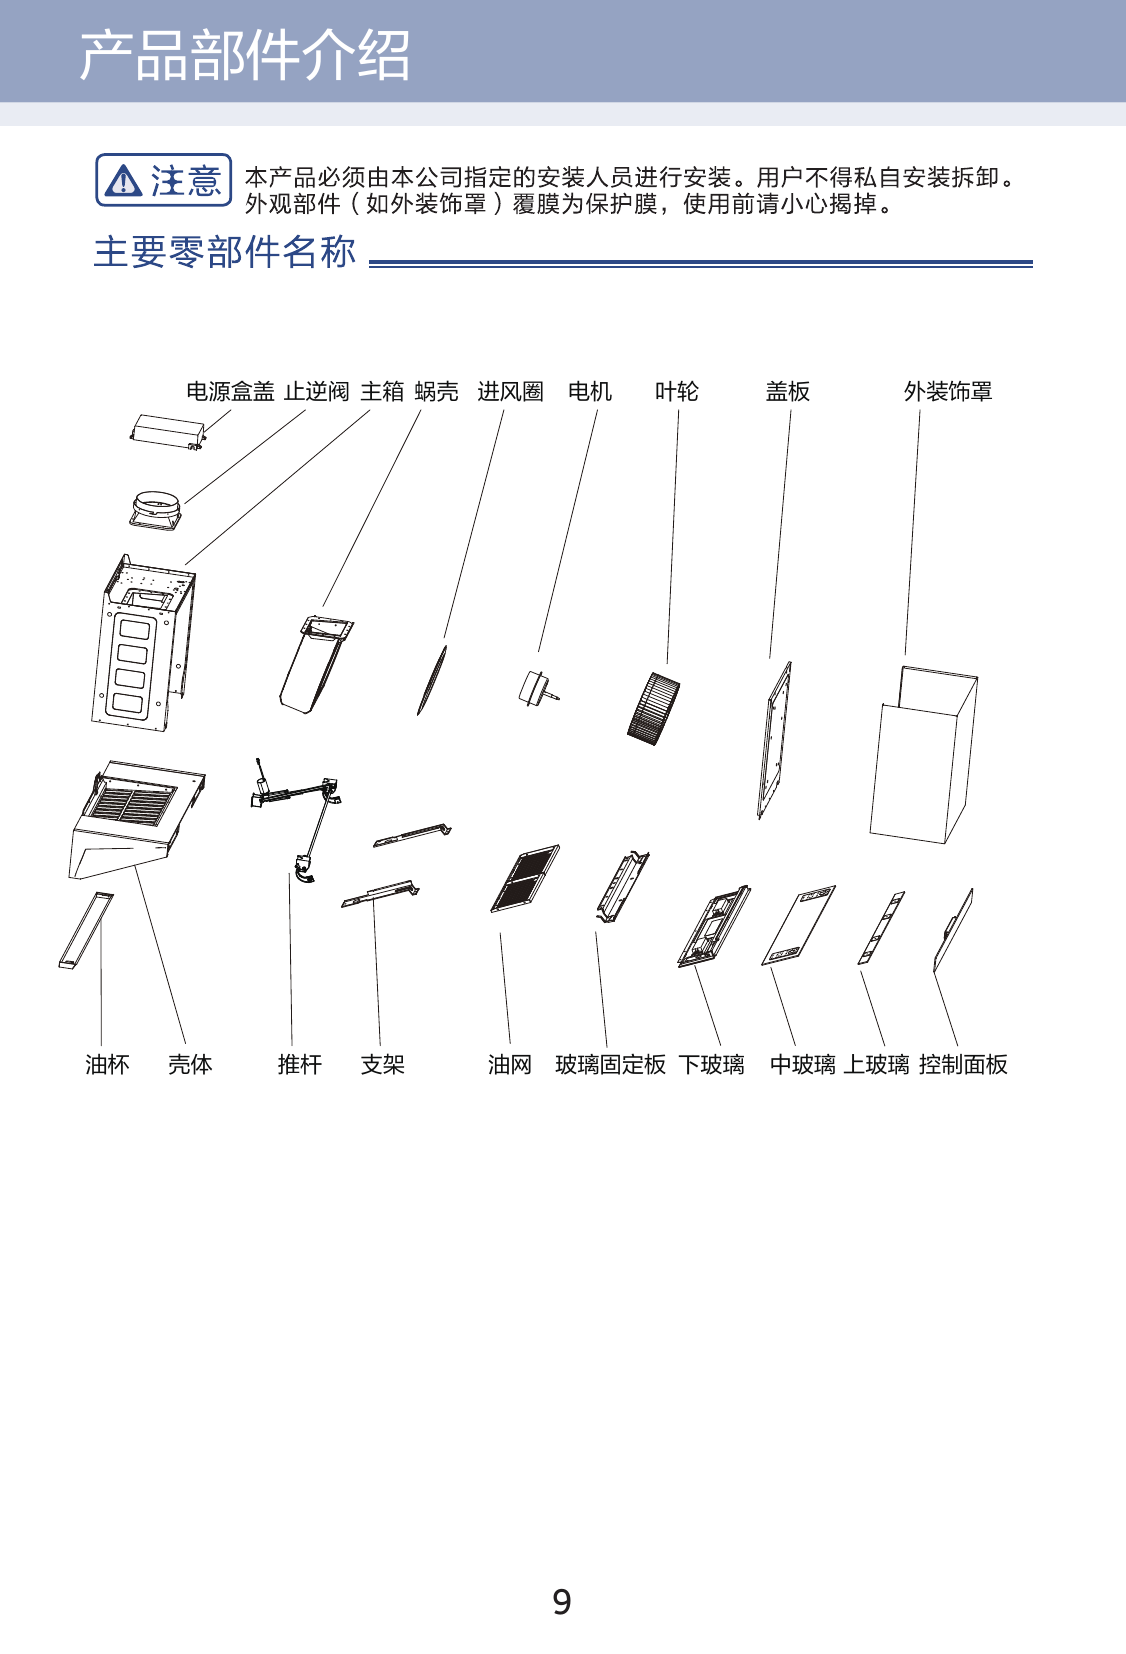 产品部件介绍
注意
本产品必须由本公司指定的安装人员进行安装。用户不得私自安装拆卸。
外观部件（如外装饰罩）覆膜为保护膜，使用前请小心揭掉。
主要零部件名称
电源盒盖 止逆阀 主箱 蜗壳 进风圈 电机 叶轮 盖板 外装饰罩
油杯 壳体 推杆 支架 油网 玻璃固定板 下玻璃 中玻璃 上玻璃 控制面板
9